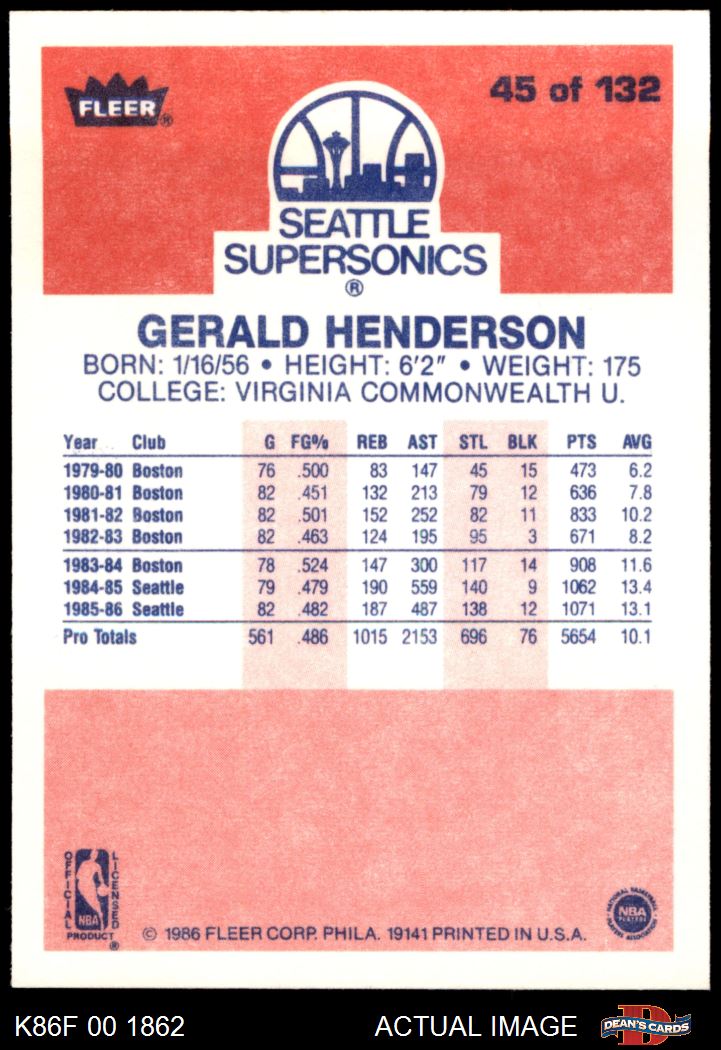 FLEER®
45 of 132
SEATTLE
SUPERSONICS
®
GERALD HENDERSON
BORN: 1/16/56 • HEIGHT: 6'2" • WEIGHT: 175
COLLEGE: VIRGINIA COMMONWEALTH U.
Year Club G FG% REB AST STL BLK PTS AVG
1979-80 Boston 76 .500 83 147 45 15 473 6.2
1980-81 Boston 82 .451 132 213 79 12 636 7.8
1981-82 Boston 82 .501 152 252 82 11 833 10.2
1982-83 Boston 82 .463 124 195 95 3 671 8.2
1983-84 Boston 78 .524 147 300 117 14 908 11.6
1984-85 Seattle 79 .479 190 559 140 9 1062 13.4
1985-86 Seattle 82 .482 187 487 138 12 1071 13.1
Pro Totals 561 .486 1015 2153 696 76 5654 10.1
OFFICIAL
LICENSED
NBA
PRODUCT
®
© 1986 FLEER CORP. PHILA. 19141 PRINTED IN U.S.A.
NATIONAL BASKETBALL
NBA
PLAYERS
PLAYERS ASSOCIATION
K86F 00 1862
ACTUAL IMAGE
D
DEAN'S CARDS